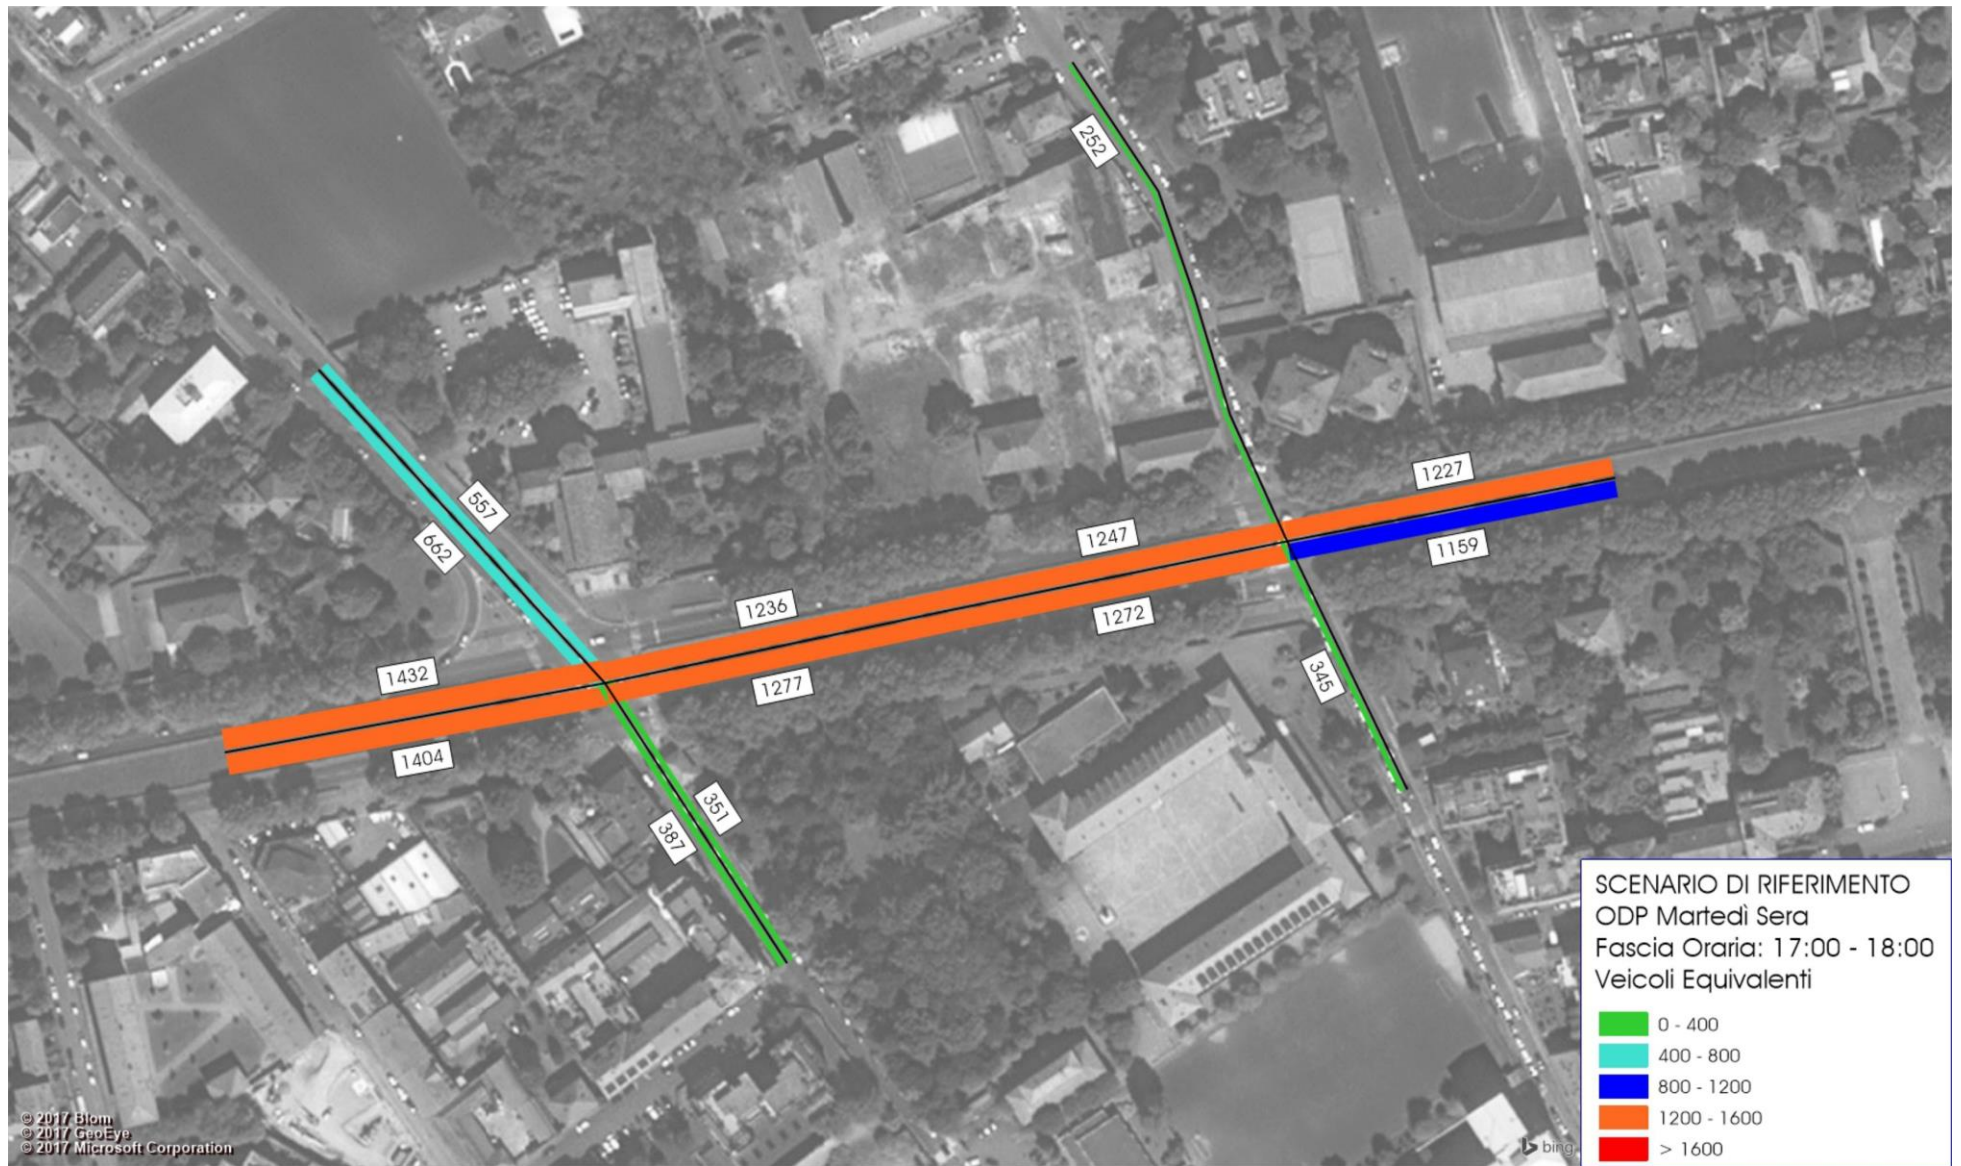 252
557
662
1227
1159
1247
1272
1236
1277
1432
1404
345
351
387
SCENARIO DI RIFERIMENTO
ODP Martedì Sera
Fascia Oraria: 17:00 - 18:00
Veicoli Equivalenti
0 - 400
400 - 800
800 - 1200
1200 - 1600
> 1600
© 2017 Blom
© 2017 GeoEye
© 2017 Microsoft Corporation
bing